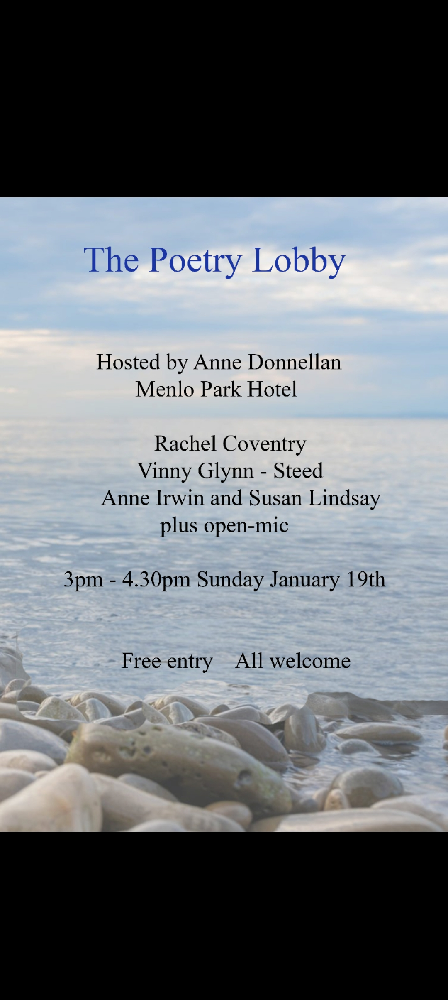 The Poetry Lobby
Hosted by Anne Donnellan
Menlo Park Hotel
Rachel Coventry
Vinny Glynn - Steed
Anne Irwin and Susan Lindsay
plus open-mic
3pm - 4.30pm Sunday January 19th
Free entry All welcome